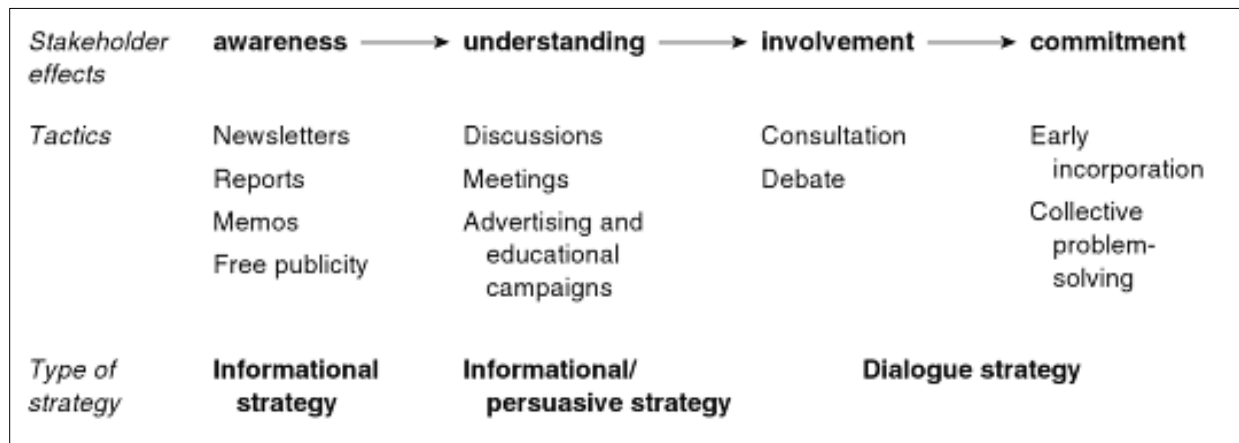 Stakeholder effects
awareness → understanding → involvement → commitment
Tactics
Newsletters
Reports
Memos
Free publicity
Discussions
Meetings
Advertising and
educational
campaigns
Consultation
Debate
Early
incorporation
Collective
problem-
solving
Type of
strategy
Informational
strategy
Informational/
persuasive strategy
Dialogue strategy